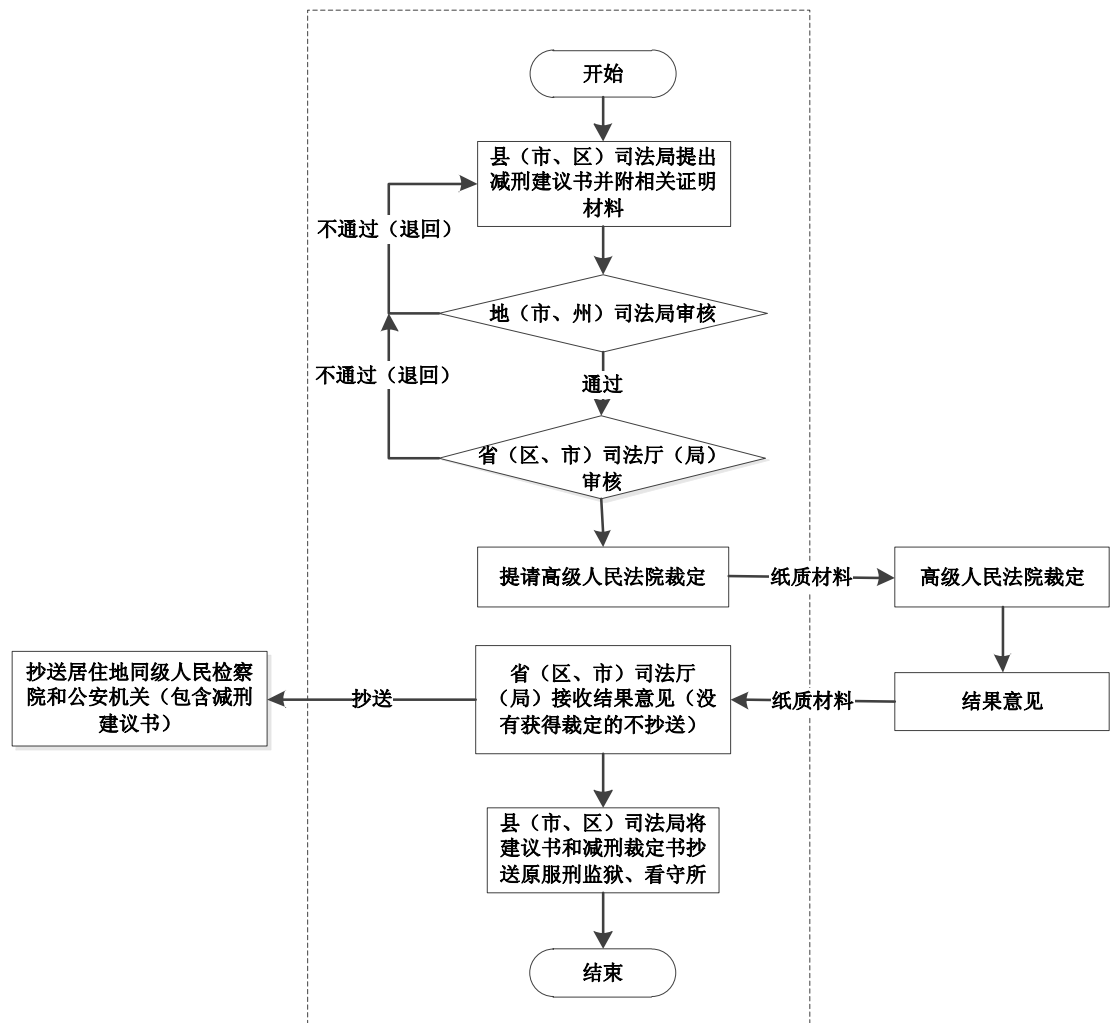 开始
县（市、区）司法局提出
减刑建议书并附相关证明
材料
不通过（退回）
地（市、州）司法局审核
不通过（退回）
通过
省（区、市）司法厅（局）
审核
提请高级人民法院裁定
纸质材料
高级人民法院裁定
抄送居住地同级人民检察
院和公安机关（包含减刑
建议书）
抄送
省（区、市）司法厅
（局）接收结果意见（没
有获得裁定的不抄送）
纸质材料
结果意见
县（市、区）司法局将
建议书和减刑裁定书抄
送原服刑监狱、看守所
结束